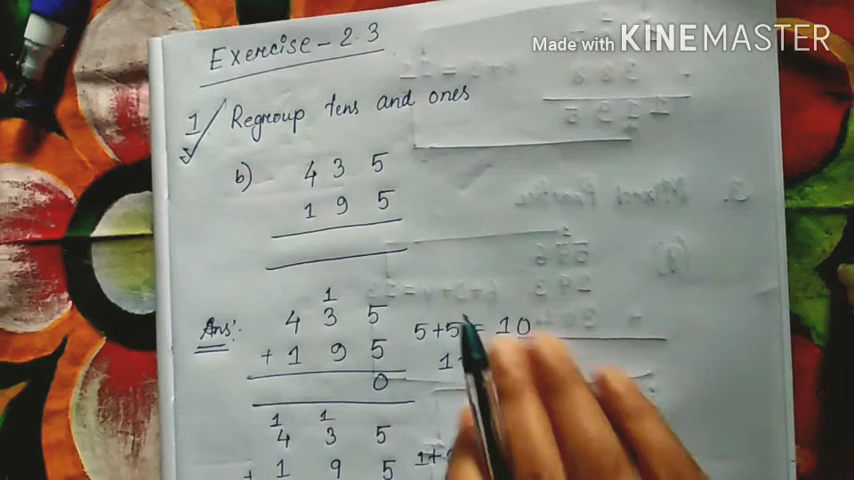 Made with KINEMASTER
Exercise - 2.3
1 Regroup tens and ones
b) 4 3 5
1 9 5
1
Ans: 4 3 5 5+5 = 10
+ 1 9 5
0
1 1
4 3 5
+ 1 9 5 1+